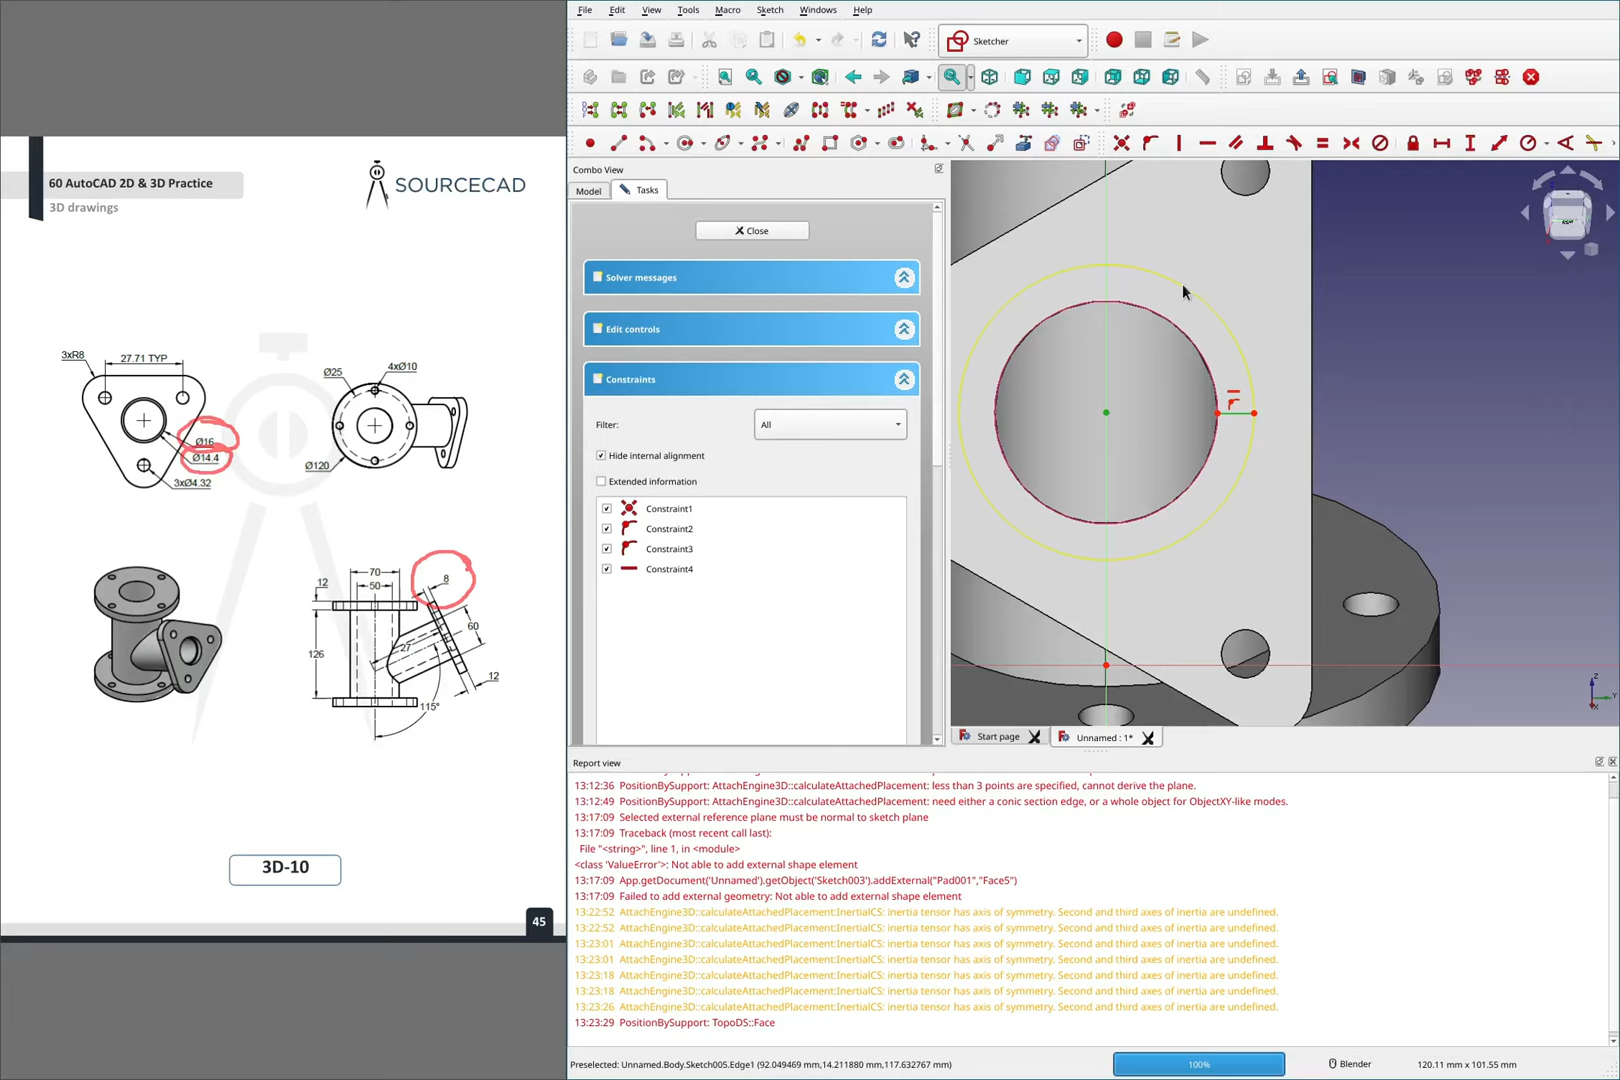 File Edit View Tools Macro Sketch Windows Help
Sketcher
60 AutoCAD 2D & 3D Practice
3D drawings
SOURCECAD
Combo View
Model
Tasks
Close
Solver messages
Edit controls
Constraints
Filter:
All
Hide internal alignment
Extended information
Constraint1
Constraint2
Constraint3
Constraint4
3xR8
27.71 TYP
Ø16
Ø14.4
3xØ4.32
Ø25
4xØ10
Ø120
12
70
50
8
60
27
126
12
115°
3D-10
45
Start page
Unnamed : 1*
Report view
13:12:36 PositionBySupport: AttachEngine3D::calculateAttachedPlacement: less than 3 points are specified, cannot derive the plane.
13:12:49 PositionBySupport: AttachEngine3D::calculateAttachedPlacement: need either a conic section edge, or a whole object for ObjectXY-like modes.
13:17:09 Selected external reference plane must be normal to sketch plane
13:17:09 Traceback (most recent call last):
File "<string>", line 1, in <module>
<class 'ValueError'>: Not able to add external shape element
13:17:09 App.getDocument('Unnamed').getObject('Sketch003').addExternal("Pad001","Face5")
13:17:09 Failed to add external geometry: Not able to add external shape element
13:22:52 AttachEngine3D::calculateAttachedPlacement:InertialCS: inertia tensor has axis of symmetry. Second and third axes of inertia are undefined.
13:22:52 AttachEngine3D::calculateAttachedPlacement:InertialCS: inertia tensor has axis of symmetry. Second and third axes of inertia are undefined.
13:23:01 AttachEngine3D::calculateAttachedPlacement:InertialCS: inertia tensor has axis of symmetry. Second and third axes of inertia are undefined.
13:23:01 AttachEngine3D::calculateAttachedPlacement:InertialCS: inertia tensor has axis of symmetry. Second and third axes of inertia are undefined.
13:23:18 AttachEngine3D::calculateAttachedPlacement:InertialCS: inertia tensor has axis of symmetry. Second and third axes of inertia are undefined.
13:23:18 AttachEngine3D::calculateAttachedPlacement:InertialCS: inertia tensor has axis of symmetry. Second and third axes of inertia are undefined.
13:23:26 AttachEngine3D::calculateAttachedPlacement:InertialCS: inertia tensor has axis of symmetry. Second and third axes of inertia are undefined.
13:23:29 PositionBySupport: TopoDS::Face
Preselected: Unnamed.Body.Sketch005.Edge1 (92.049469 mm,14.211880 mm,117.632767 mm)
100%
Blender
120.11 mm x 101.55 mm